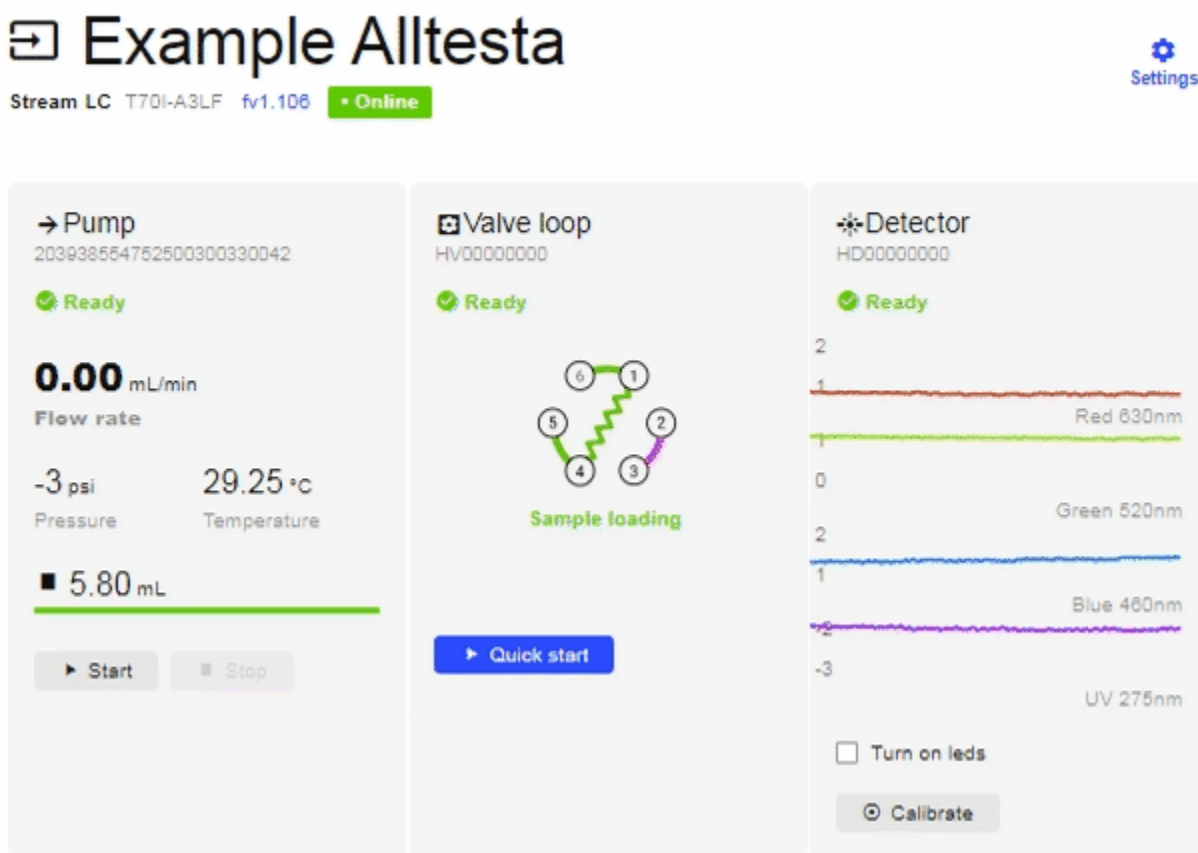 Example Alltesta
Settings
Stream LC T70I-A3LF fv1.106 • Online
Pump
203938554752500300330042
Ready
0.00 mL/min
Flow rate
-3 psi
Pressure
29.25 °C
Temperature
5.80 mL
Start
Stop
Valve loop
HV00000000
Ready
6
1
5
2
4
3
Sample loading
Quick start
Detector
HD00000000
Ready
2
1
Red 630nm
1
0
Green 520nm
2
1
Blue 460nm
-2
-3
UV 275nm
Turn on leds
Calibrate